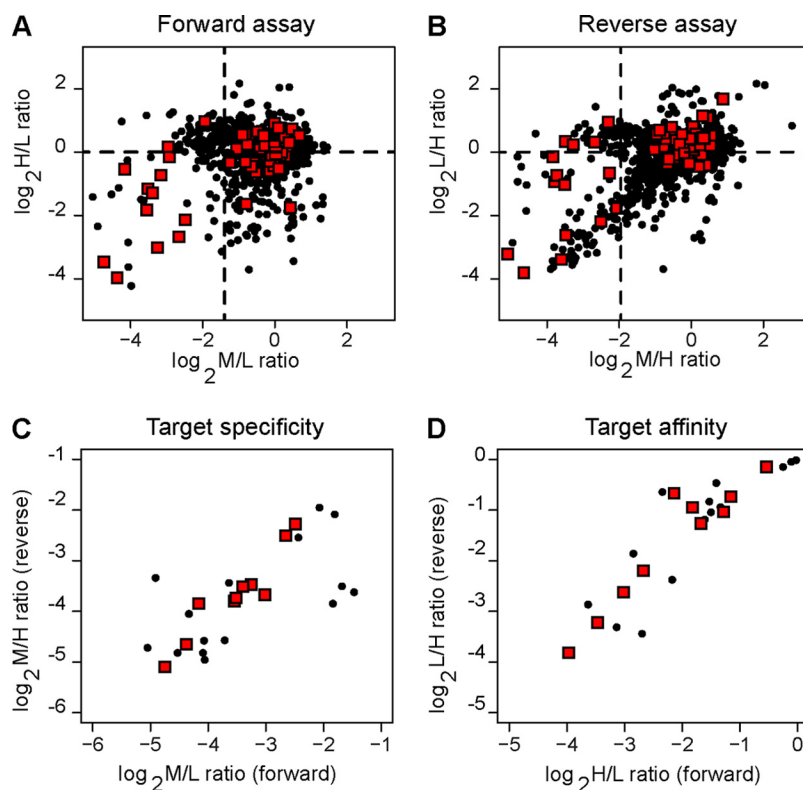 A Forward assay
2
0
−2
−4
log2H/L ratio
−4 −2 0 2
log2M/L ratio
B Reverse assay
2
0
−2
−4
log2L/H ratio
−4 −2 0 2
log2M/H ratio
C Target specificity
-1
-2
-3
-4
-5
-6
log2M/H ratio (reverse)
−6 −5 −4 −3 −2 −1
log2M/L ratio (forward)
D Target affinity
0
-1
-2
-3
-4
-5
log2L/H ratio (reverse)
−5 −4 −3 −2 −1 0
log2H/L ratio (forward)